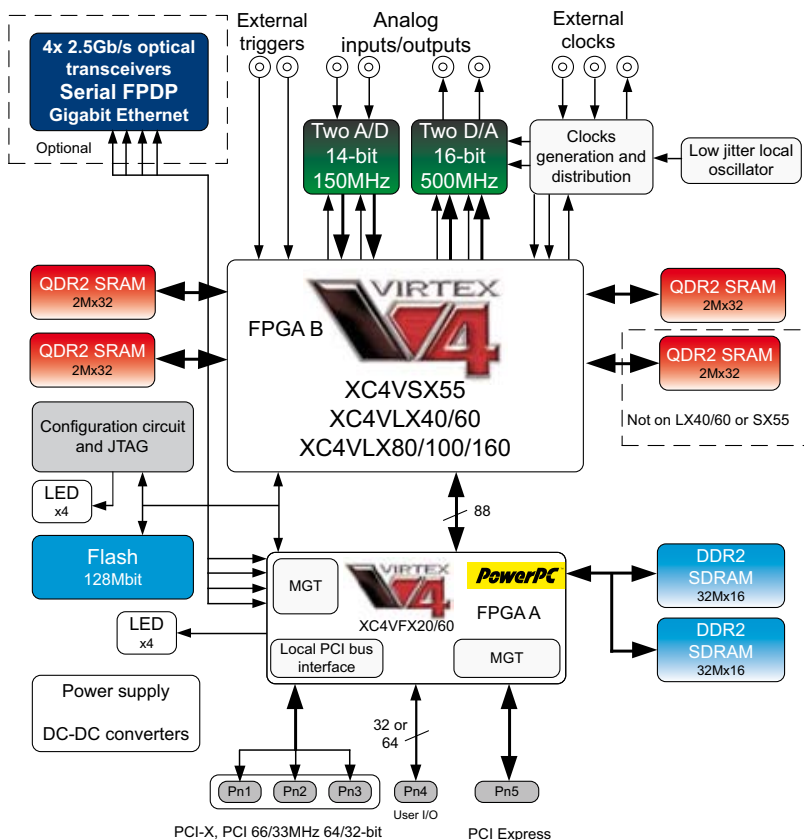 External
triggers
Analog
inputs/outputs
External
clocks
4x 2.5Gb/s optical
transceivers
Serial FPDP
Gigabit Ethernet
Optional
Two A/D
14-bit
150MHz
Two D/A
16-bit
500MHz
Clocks
generation and
distribution
Low jitter local
oscillator
QDR2 SRAM
2Mx32
QDR2 SRAM
2Mx32
VIRTEX
V4
FPGA B
XC4VSX55
XC4VLX40/60
XC4VLX80/100/160
QDR2 SRAM
2Mx32
QDR2 SRAM
2Mx32
Not on LX40/60 or SX55
Configuration circuit
and JTAG
LED
x4
Flash
128Mbit
88
MGT
VIRTEX
V4
XC4VFX20/60
PowerPC
FPGA A
Local PCI bus
interface
MGT
DDR2
SDRAM
32Mx16
DDR2
SDRAM
32Mx16
LED
x4
Power supply
DC-DC converters
32 or
64
Pn1
Pn2
Pn3
Pn4
Pn5
User I/O
PCI-X, PCI 66/33MHz 64/32-bit
PCI Express